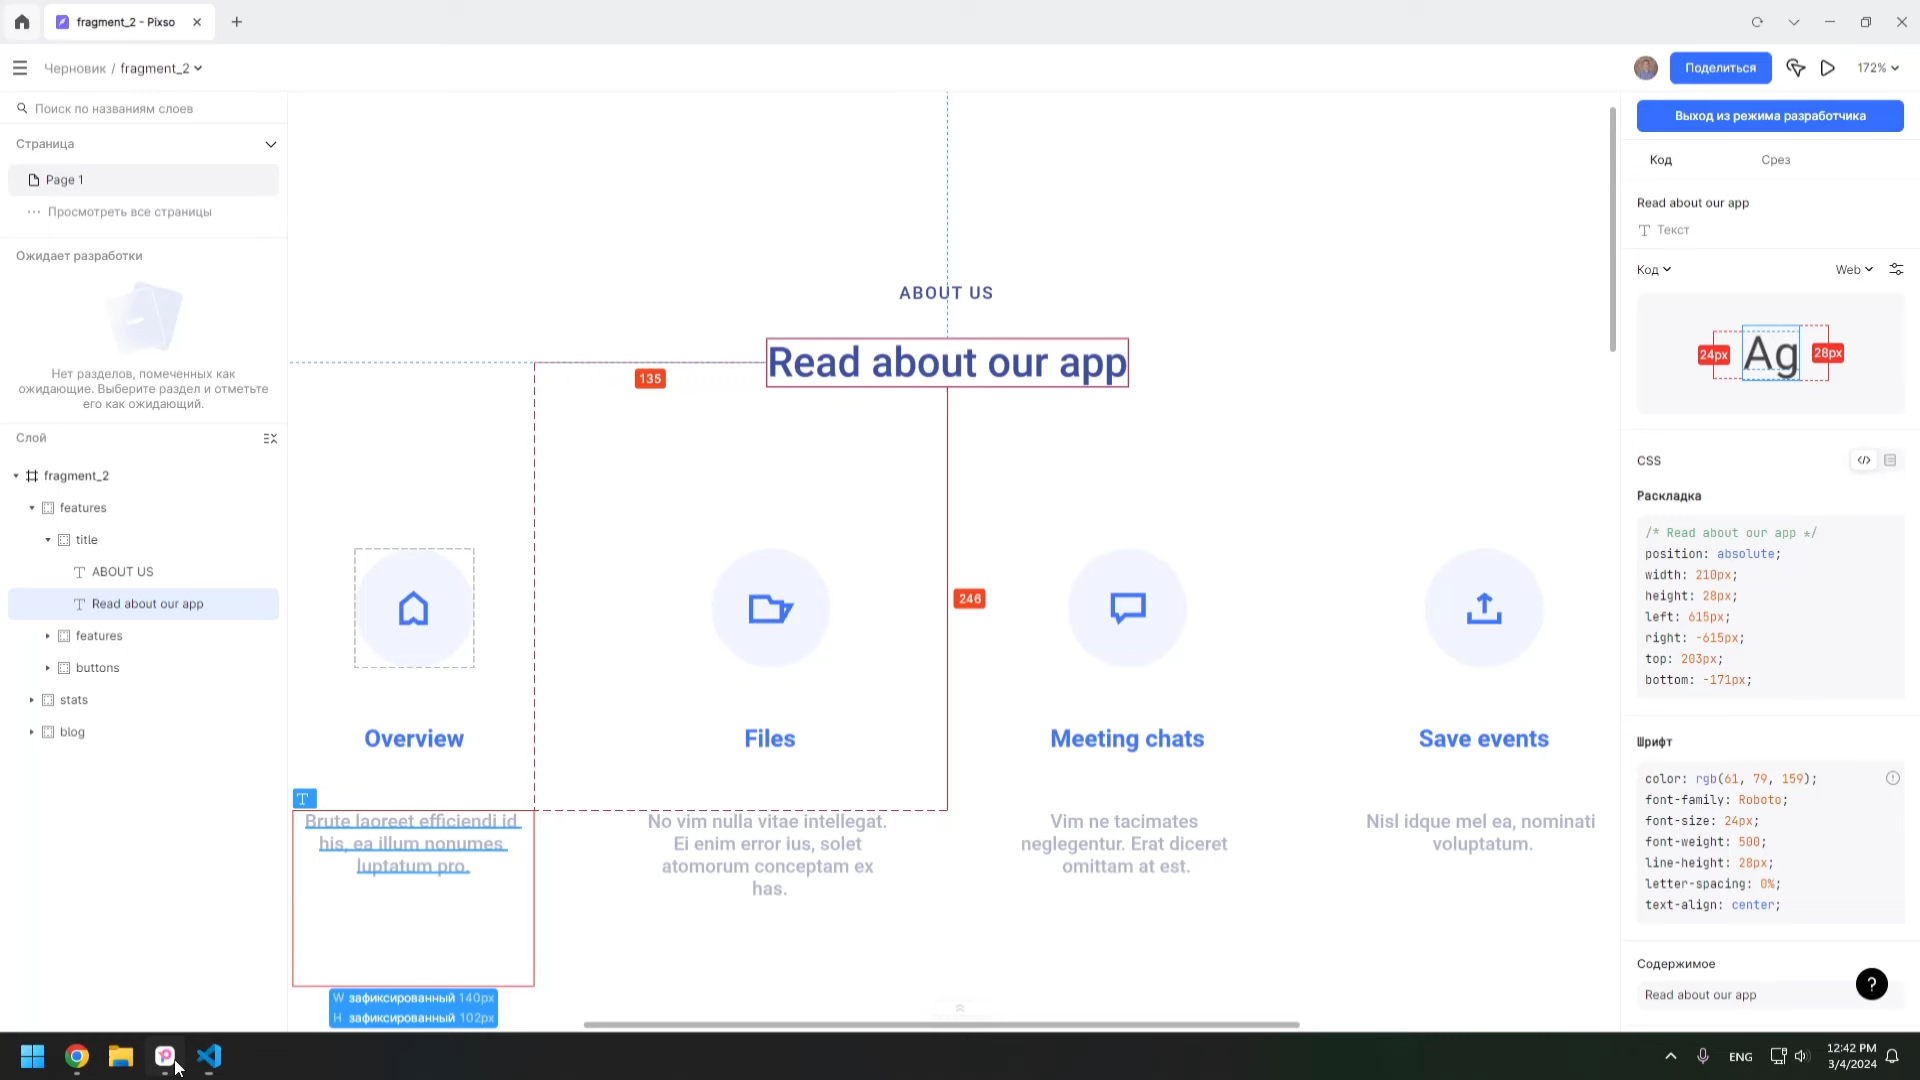 fragment_2 - Pixso
Черновик / fragment_2
Поделиться
172%
Поиск по названиям слоев
Страница
Page 1
Просмотреть все страницы
Ожидает разработки
Нет разделов, помеченных как
ожидающие. Выберите раздел и отметьте
его как ожидающий.
Слой
fragment_2
features
title
ABOUT US
Read about our app
features
buttons
stats
blog
ABOUT US
Read about our app
135
246
Overview
Files
Meeting chats
Save events
T
Brute laoreet efficiendi id
his, ea illum nonumes
luptatum pro.
No vim nulla vitae intellegat.
Ei enim error ius, solet
atomorum conceptam ex
has.
Vim ne tacimates
neglegentur. Erat diceret
omittam at est.
Nisl idque mel ea, nominati
voluptatum.
W зафиксированный 140px
H зафиксированный 102px
Выход из режима разработчика
Код
Срез
Read about our app
Текст
Код
Web
24px
Ag
28px
CSS
</>
Раскладка
/* Read about our app */
position: absolute;
width: 210px;
height: 28px;
left: 615px;
right: -615px;
top: 203px;
bottom: -171px;
Шрифт
color: rgb(61, 79, 159);
font-family: Roboto;
font-size: 24px;
font-weight: 500;
line-height: 28px;
letter-spacing: 0%;
text-align: center;
Содержимое
Read about our app
?
ENG
12:42 PM
3/4/2024